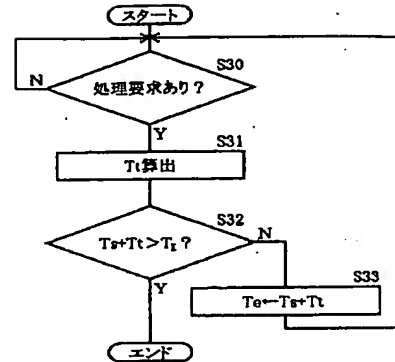 スタート
S30
N
処理要求あり？
Y
S31
Tt算出
S32
Ts+Tt>TI？
N
Y
S33
Te←Ts+Tt
エンド